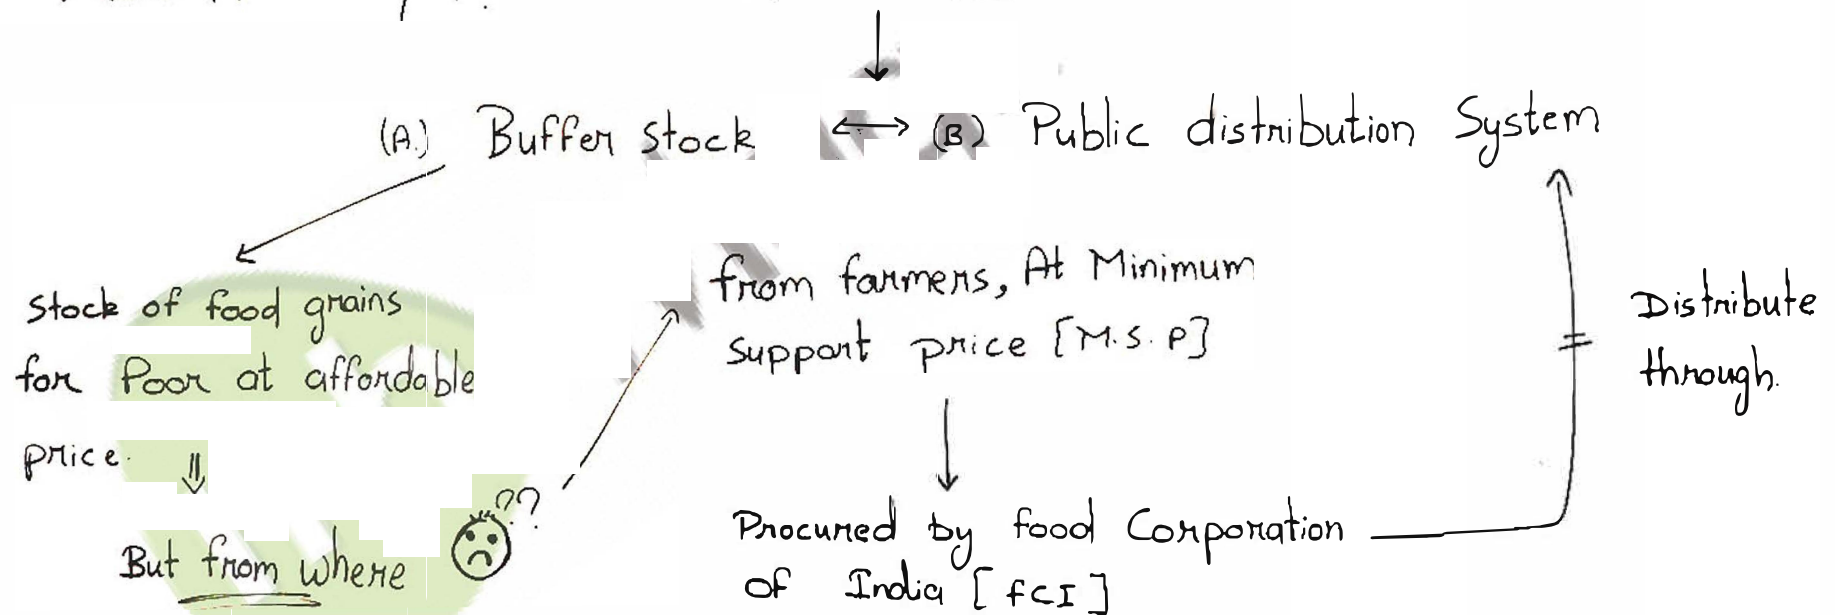 (A.) Buffer stock ↔ (B) Public distribution System
Stock of food grains
for Poor at affordable
price.
But from where ??
from farmers, At Minimum
support price [M.S.P]
Procured by food Corporation
of India [fCI]
Distribute
through.